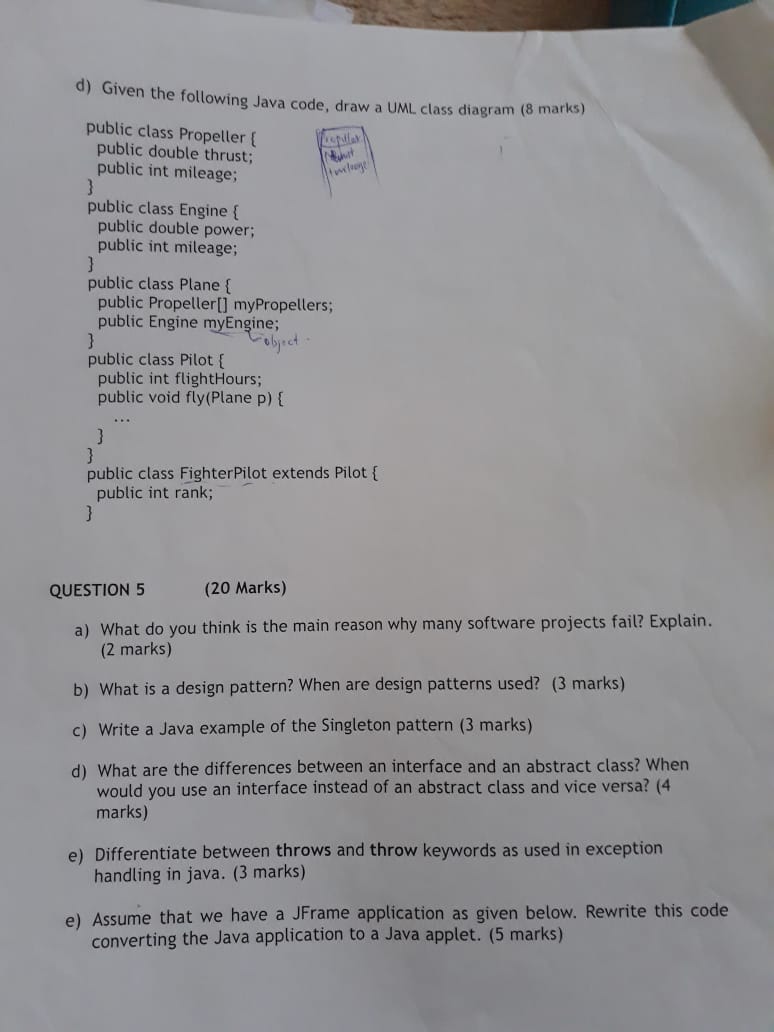 d) Given the following Java code, draw a UML class diagram (8 marks)
public class Propeller {
public double thrust;
public int mileage;
}
public class Engine {
public double power;
public int mileage;
}
public class Plane {
public Propeller[] myPropellers;
public Engine myEngine;
object
}
public class Pilot {
public int flightHours;
public void fly(Plane p) {
...
}
}
public class FighterPilot extends Pilot {
public int rank;
}
QUESTION 5 (20 Marks)
a) What do you think is the main reason why many software projects fail? Explain.
(2 marks)
b) What is a design pattern? When are design patterns used? (3 marks)
c) Write a Java example of the Singleton pattern (3 marks)
d) What are the differences between an interface and an abstract class? When
would you use an interface instead of an abstract class and vice versa? (4
marks)
e) Differentiate between throws and throw keywords as used in exception
handling in java. (3 marks)
e) Assume that we have a JFrame application as given below. Rewrite this code
converting the Java application to a Java applet. (5 marks)